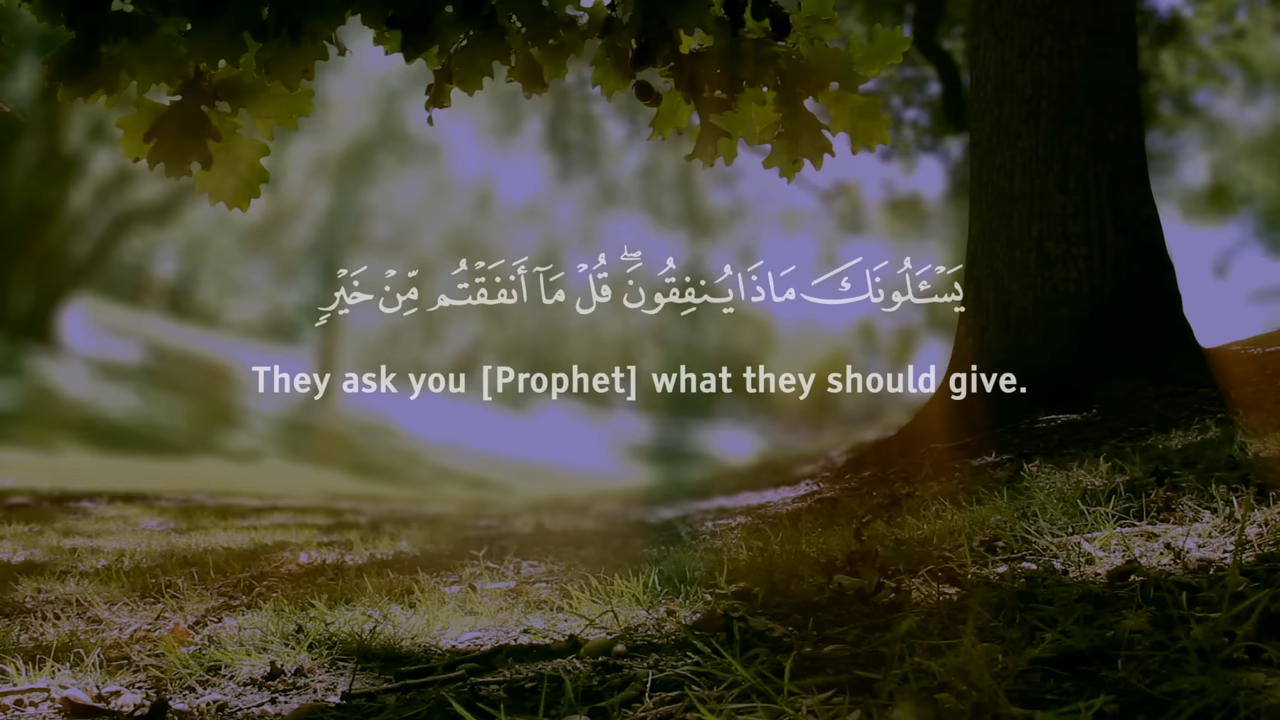 يَسْـَٔلُونَكَ مَاذَا يُنفِقُونَ ۖ قُلْ مَآ أَنفَقْتُم مِّنْ خَيْرٍ
They ask you [Prophet] what they should give.